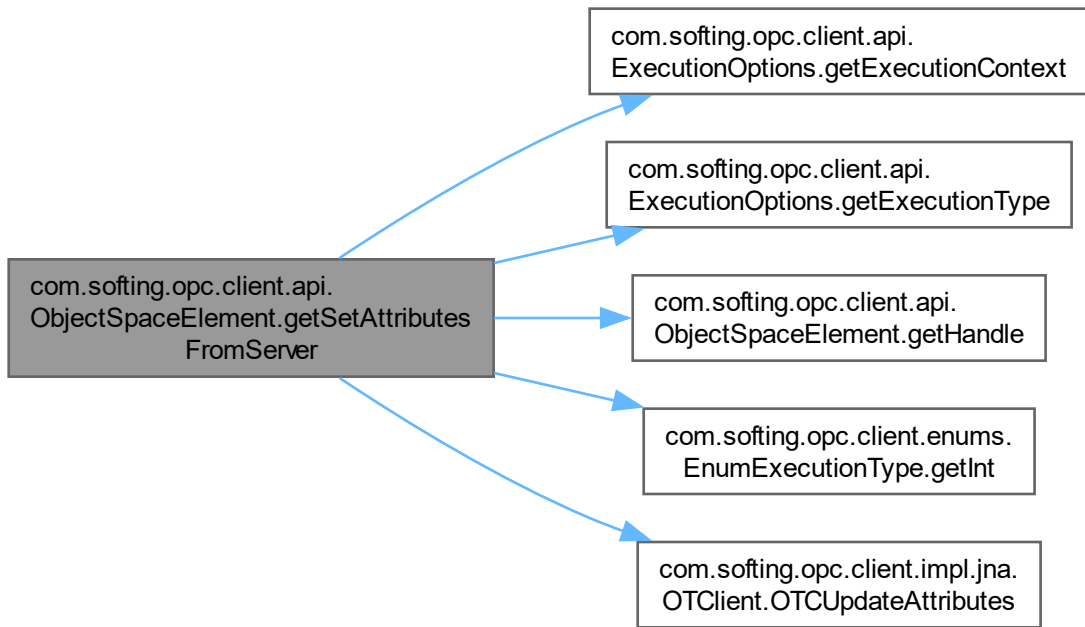 com.softing.opc.client.api.
ExecutionOptions.getExecutionContext
com.softing.opc.client.api.
ExecutionOptions.getExecutionType
com.softing.opc.client.api.
ObjectSpaceElement.getSetAttributes
FromServer
com.softing.opc.client.api.
ObjectSpaceElement.getHandle
com.softing.opc.client.enums.
EnumExecutionType.getInt
com.softing.opc.client.impl.jna.
OTClient.OTCUpdateAttributes